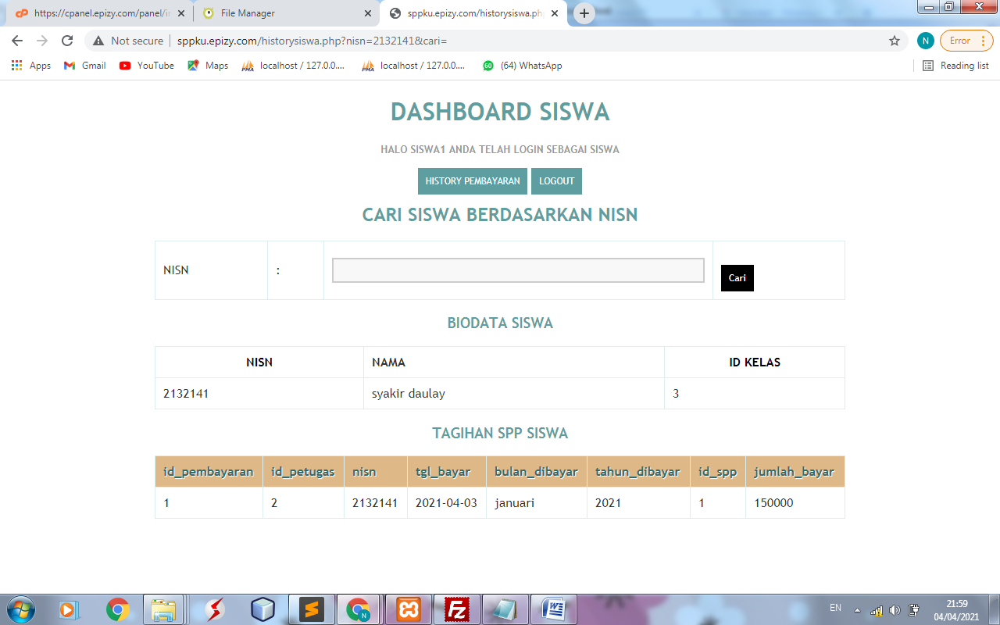 https://cpanel.epizy.com/panel/in
File Manager
sppku.epizy.com/historysiswa.php
Not secure
sppku.epizy.com/historysiswa.php?nisn=2132141&cari=
N
Error
Apps
Gmail
YouTube
Maps
localhost / 127.0.0....
localhost / 127.0.0....
(64) WhatsApp
Reading list
DASHBOARD SISWA
HALO SISWA1 ANDA TELAH LOGIN SEBAGAI SISWA
HISTORY PEMBAYARAN LOGOUT
CARI SISWA BERDASARKAN NISN
NISN : Cari
BIODATA SISWA
NISN NAMA ID KELAS
2132141 syakir daulay 3
TAGIHAN SPP SISWA
id_pembayaran id_petugas nisn tgl_bayar bulan_dibayar tahun_dibayar id_spp jumlah_bayar
1 2 2132141 2021-04-03 januari 2021 1 150000
EN
21:59
04/04/2021